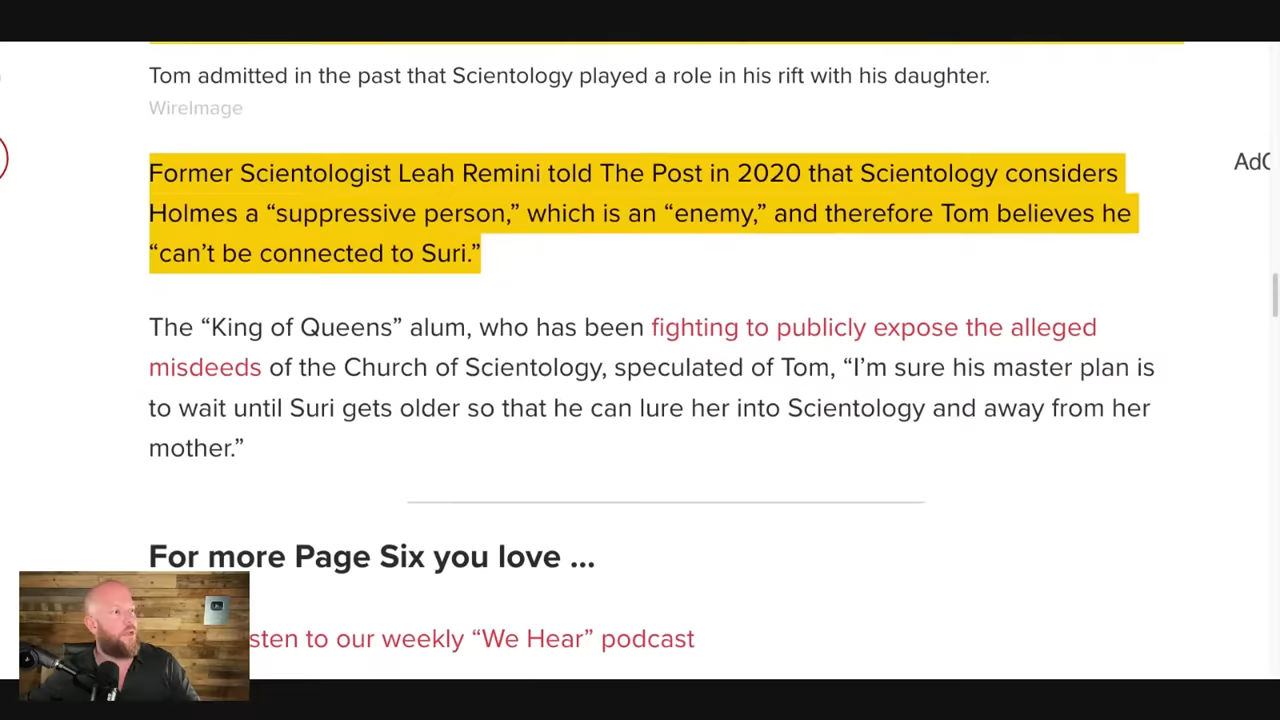 Tom admitted in the past that Scientology played a role in his rift with his daughter.
WireImage
Former Scientologist Leah Remini told The Post in 2020 that Scientology considers
Holmes a “suppressive person,” which is an “enemy,” and therefore Tom believes he
“can’t be connected to Suri.”
The “King of Queens” alum, who has been fighting to publicly expose the alleged
misdeeds of the Church of Scientology, speculated of Tom, “I’m sure his master plan is
to wait until Suri gets older so that he can lure her into Scientology and away from her
mother.”
For more Page Six you love ...
to our weekly “We Hear” podcast